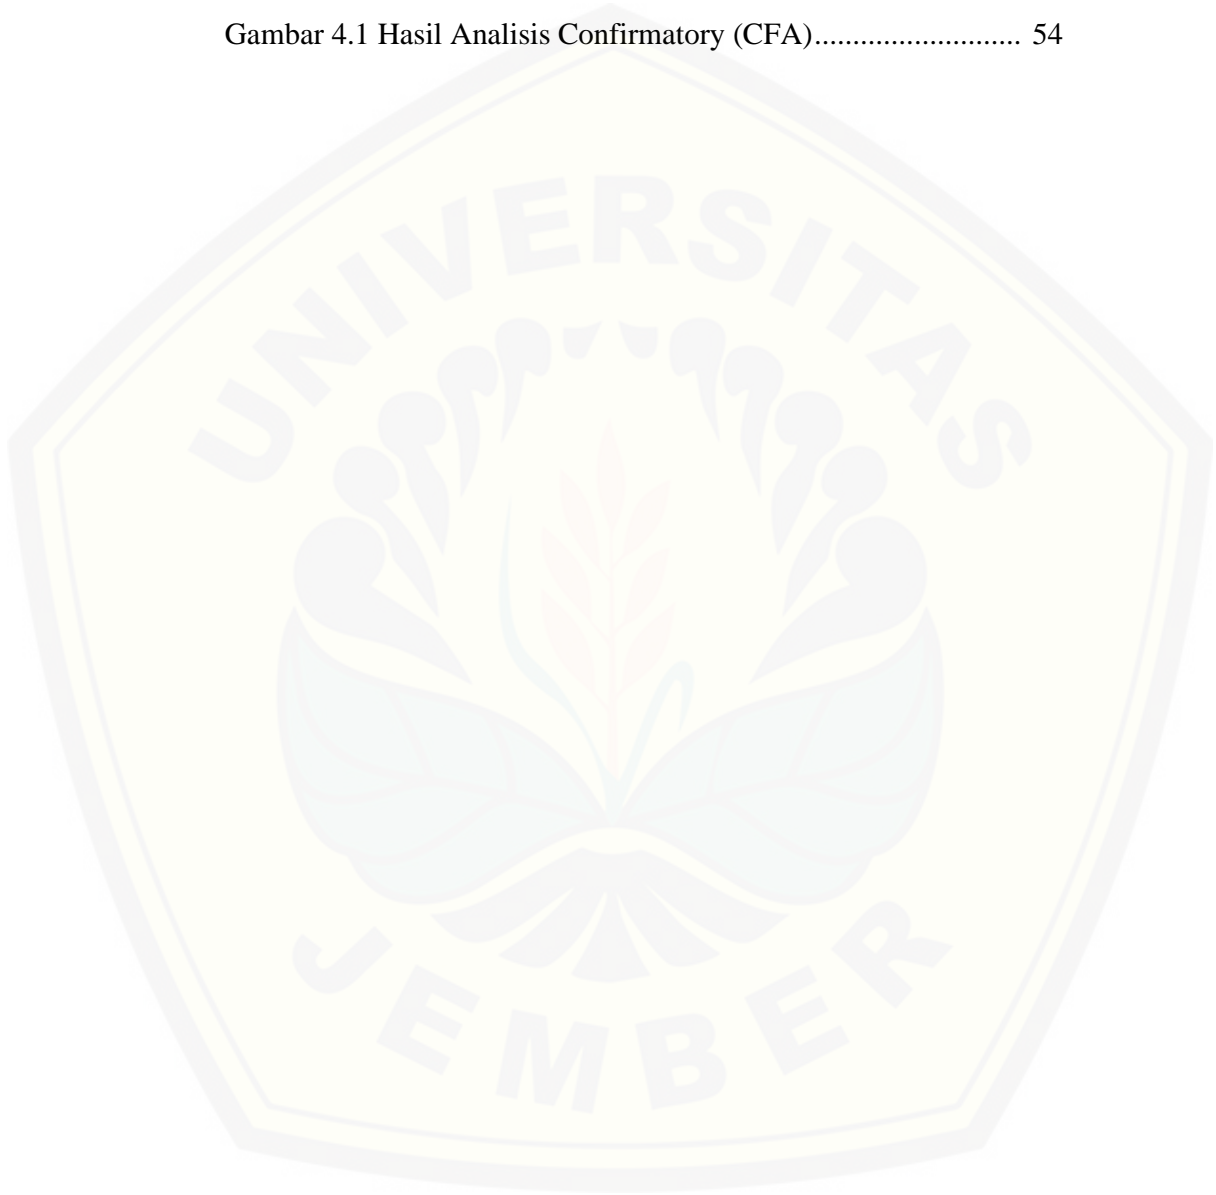 Gambar 4.1 Hasil Analisis Confirmatory (CFA)........................... 54
UNIVERSITAS
JEMBER